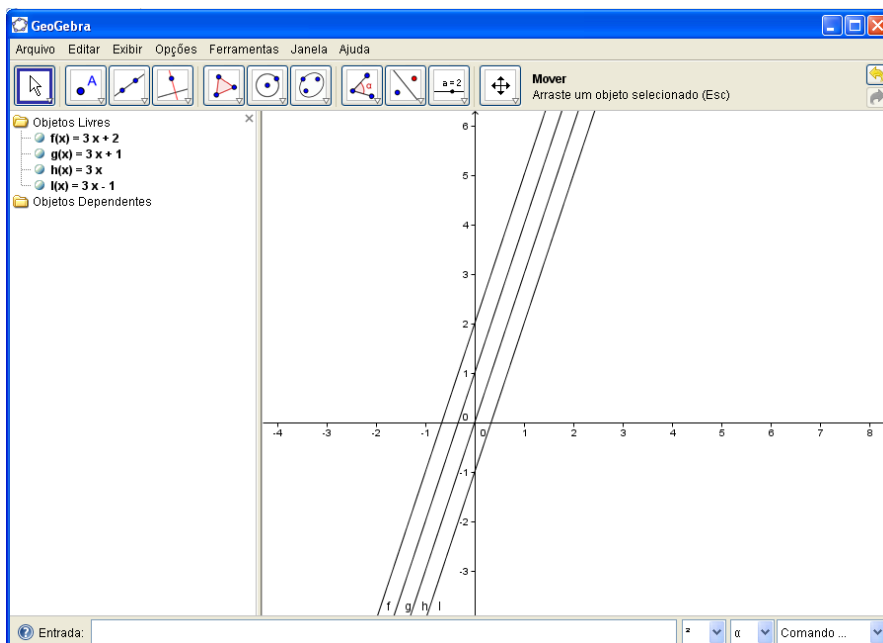 GeoGebra
Arquivo Editar Exibir Opções Ferramentas Janela Ajuda
A
α
a = 2
Mover
Arraste um objeto selecionado (Esc)
Objetos Livres
f(x) = 3 x + 2
g(x) = 3 x + 1
h(x) = 3 x
l(x) = 3 x - 1
Objetos Dependentes
6
5
4
3
2
1
0
-4 -3 -2 -1 0 1 2 3 4 5 6 7 8
-1
-2
-3
f g h l
Entrada: ² α Comando ...